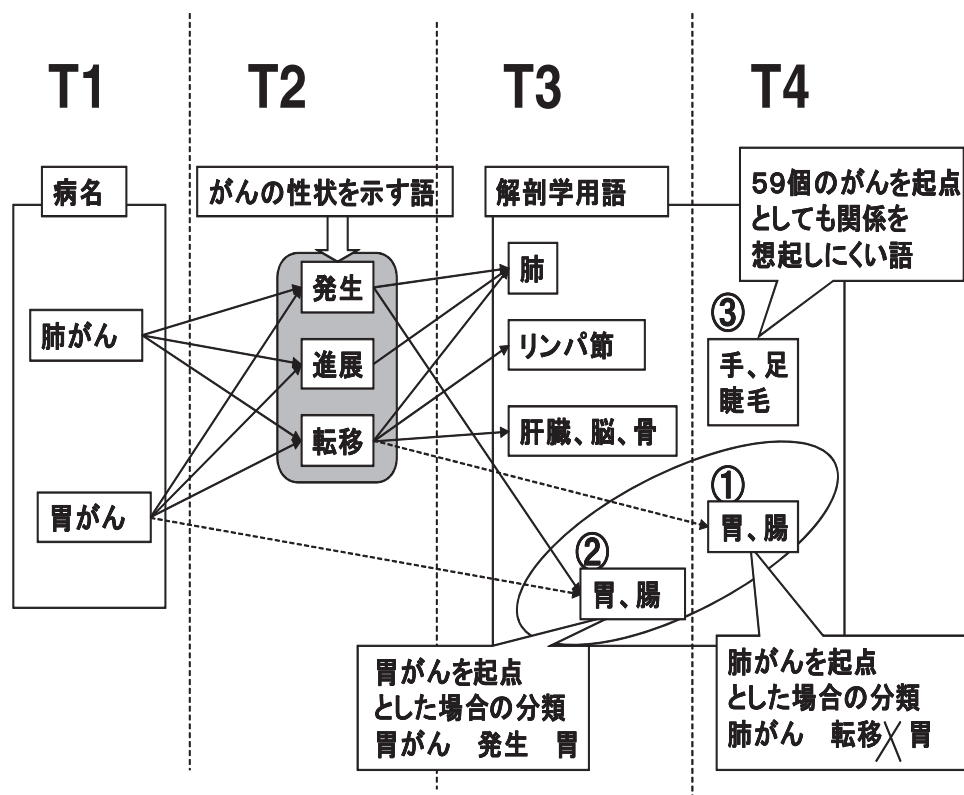 T1
T2
T3
T4
病名
がんの性状を示す語
解剖学用語
59個のがんを起点
としても関係を
想起しにくい語
発生
肺
③
肺がん
リンパ節
進展
手、足
睫毛
転移
肝臓、脳、骨
①
胃がん
胃、腸
②
胃、腸
胃がんを起点
とした場合の分類
胃がん 発生 胃
肺がんを起点
とした場合の分類
肺がん 転移 胃